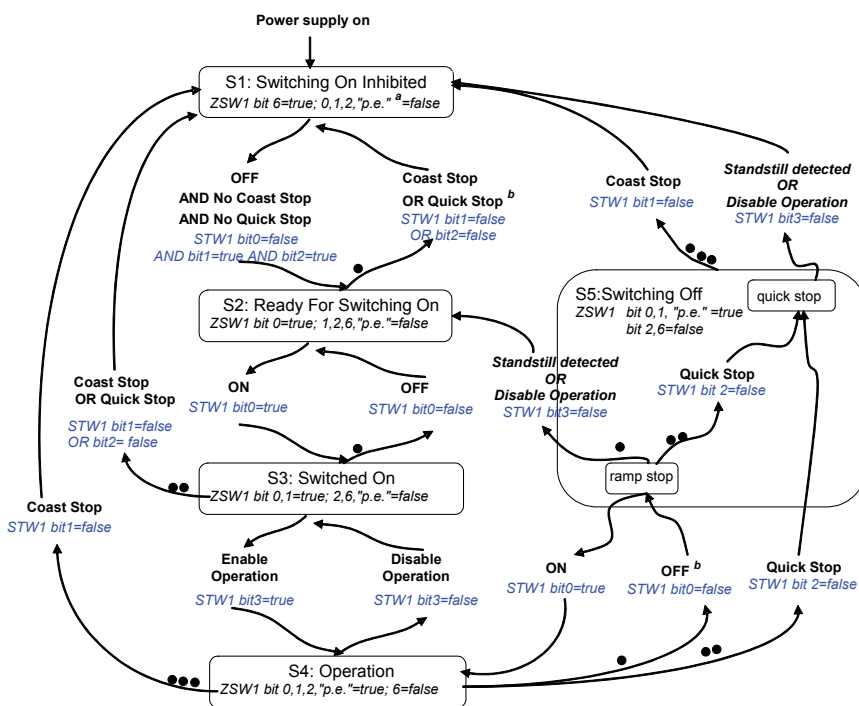 Power supply on
S1: Switching On Inhibited
ZSW1 bit 6=true; 0,1,2,"p.e." a =false
OFF
AND No Coast Stop
AND No Quick Stop
STW1 bit0=false
AND bit1=true AND bit2=true
Coast Stop
OR Quick Stop b
STW1 bit1=false
OR bit2=false
Coast Stop
STW1 bit1=false
Standstill detected
OR
Disable Operation
STW1 bit3=false
S2: Ready For Switching On
ZSW1 bit 0=true; 1,2,6,"p.e."=false
S5:Switching Off
ZSW1 bit 0,1, "p.e." =true
bit 2,6=false
quick stop
ON
STW1 bit0=true
OFF
STW1 bit0=false
Standstill detected
OR
Disable Operation
STW1 bit3=false
Quick Stop
STW1 bit 2=false
Coast Stop
OR Quick Stop
STW1 bit1=false
OR bit2= false
S3: Switched On
ZSW1 bit 0,1=true; 2,6,"p.e."=false
ramp stop
Coast Stop
STW1 bit1=false
Enable
Operation
STW1 bit3=true
Disable
Operation
STW1 bit3=false
ON
STW1 bit0=true
OFF b
STW1 bit0=false
Quick Stop
STW1 bit 2=false
S4: Operation
ZSW1 bit 0,1,2,"p.e."=true; 6=false